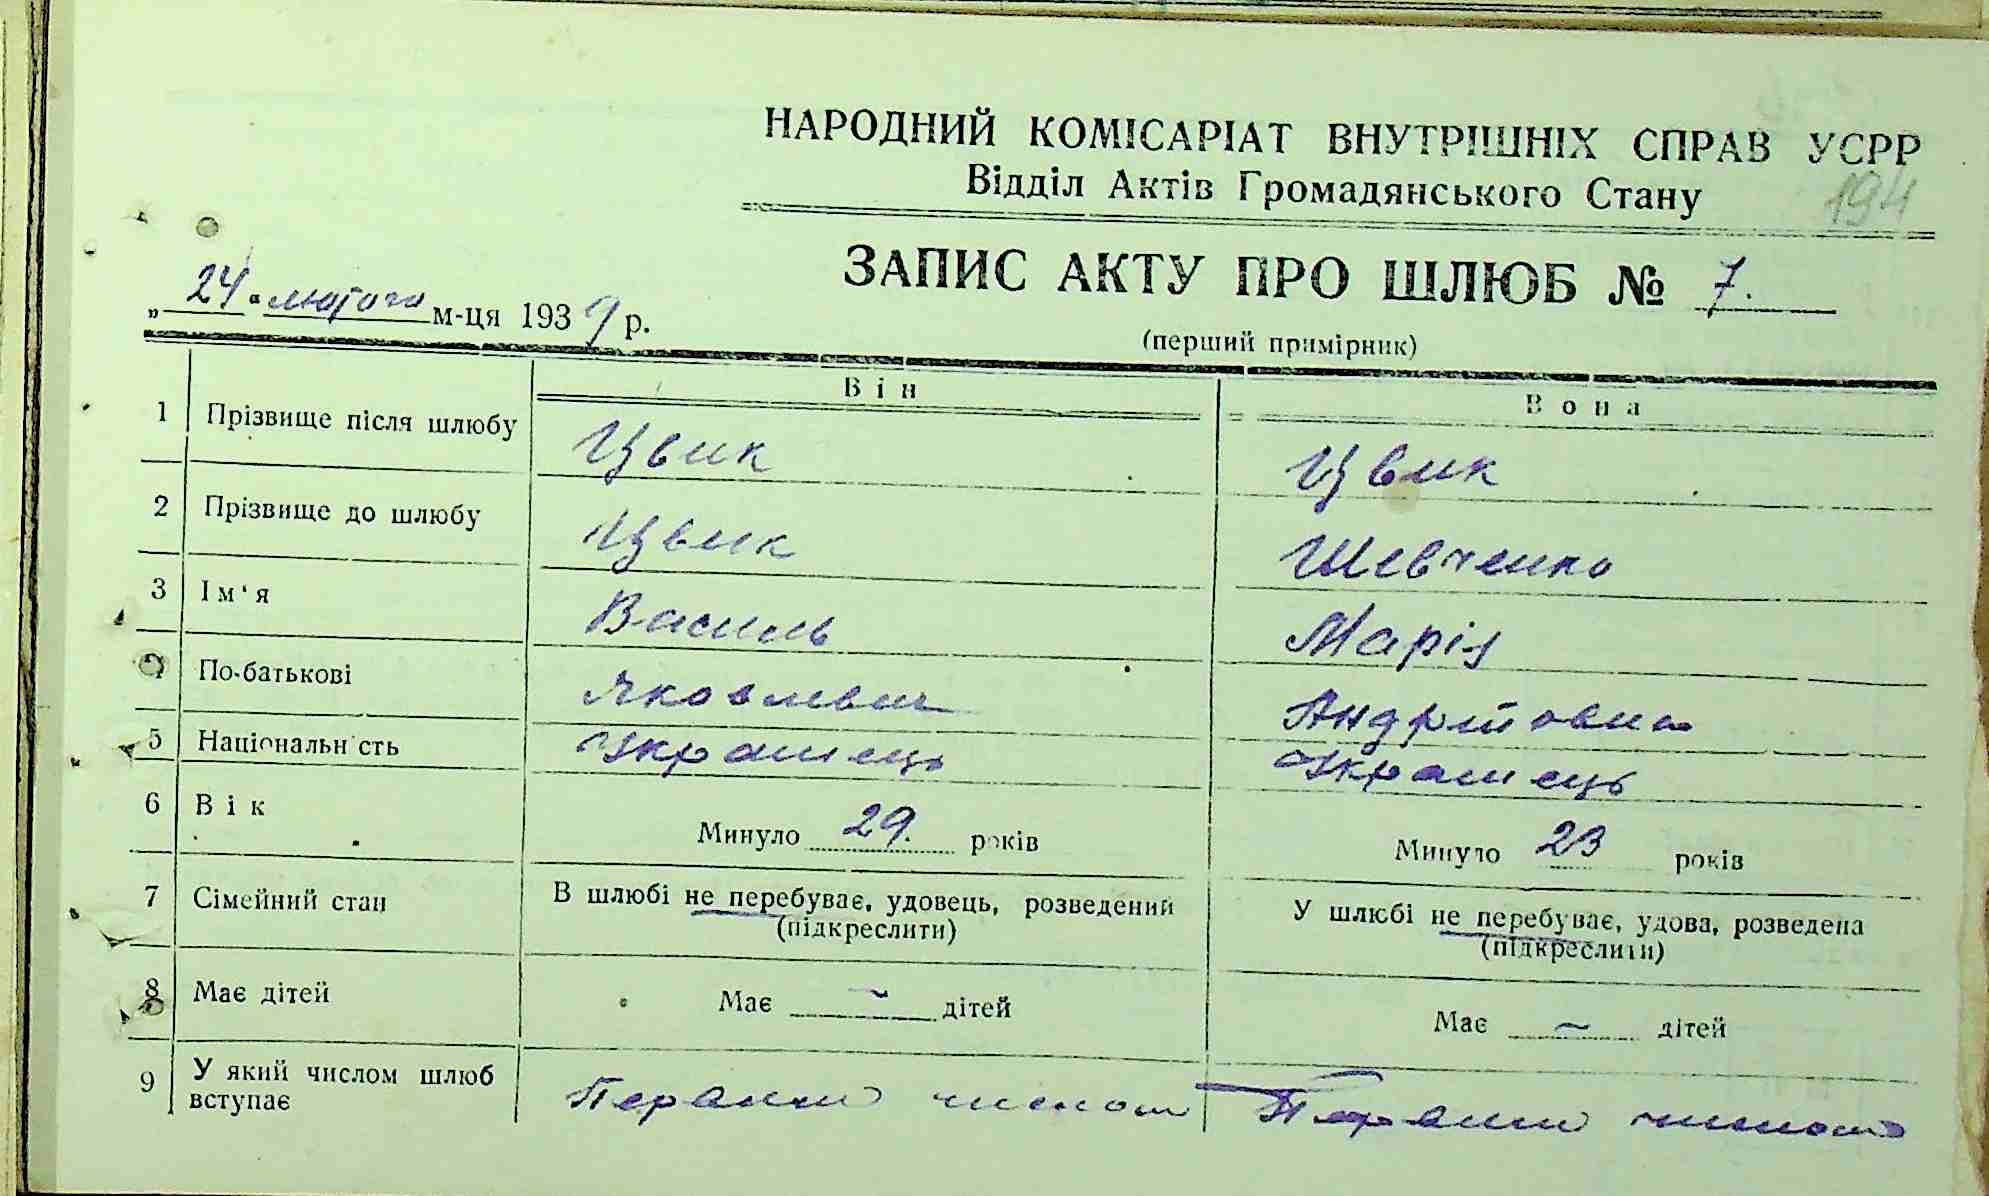 НАРОДНИЙ КОМІСАРІАТ ВНУТРІШНІХ СПРАВ УСРР
Відділ Актів Громадянського Стану
194
ЗАПИС АКТУ ПРО ШЛЮБ № 7.
„24" лютого м-ця 1939 р.
(перший примірник)
Він Вона
1 Прізвище після шлюбу Цвик Цвик
2 Прізвище до шлюбу Цвик Шевченко
3 Ім'я Василь Марія
4 По-батькові Яковлевич Андрійовна
5 Національність Українець Українець
6 Вік Минуло 29. років Минуло 23 років
7 Сімейний стан В шлюбі не перебуває, удовець, розведений У шлюбі не перебуває, удова, розведена
(підкреслити) (підкреслити)
8 Має дітей Має – дітей Має – дітей
9 У який числом шлюб Первим числом Первим числом
вступає